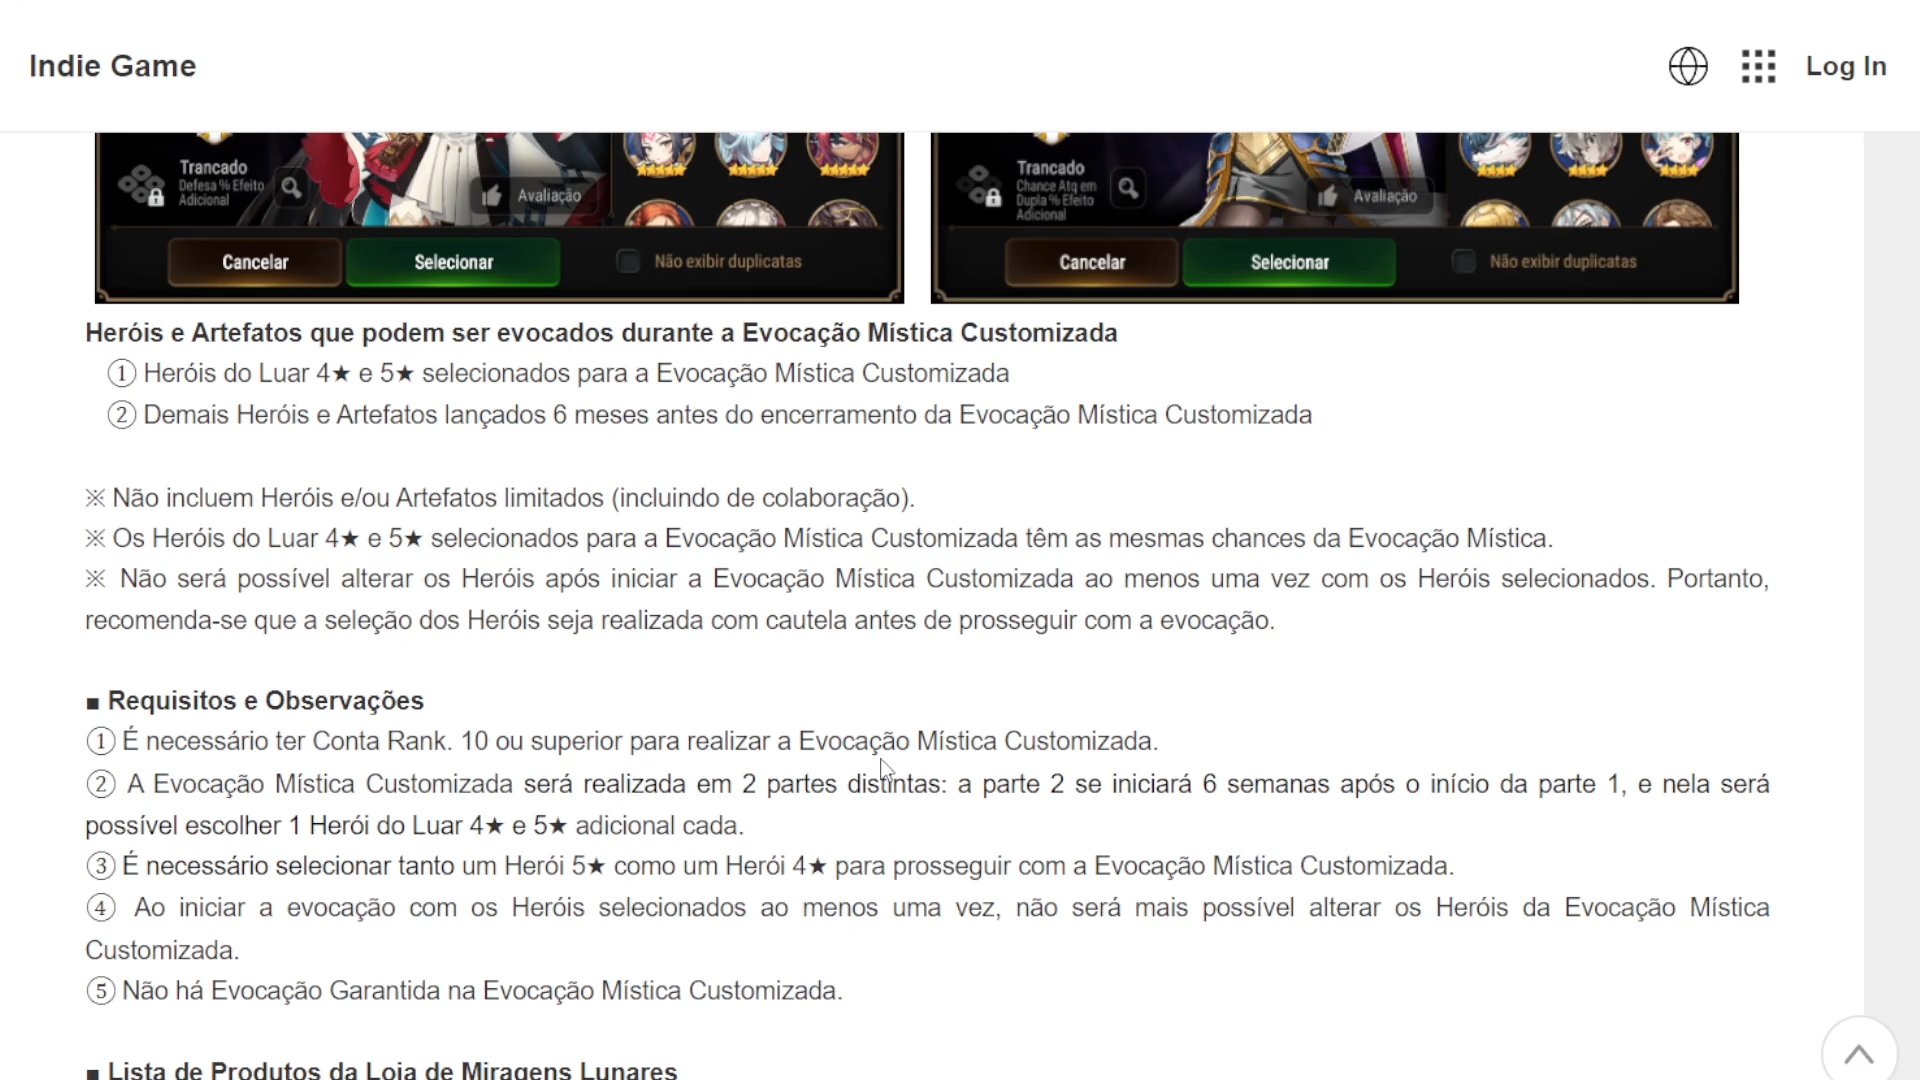 Indie Game
Log In
Trancado
Defesa % Efeito
Adicional
Avaliação
Cancelar
Selecionar
Não exibir duplicatas
Trancado
Chance Atq em
Dupla % Efeito
Adicional
Avaliação
Cancelar
Selecionar
Não exibir duplicatas
Heróis e Artefatos que podem ser evocados durante a Evocação Mística Customizada
① Heróis do Luar 4★ e 5★ selecionados para a Evocação Mística Customizada
② Demais Heróis e Artefatos lançados 6 meses antes do encerramento da Evocação Mística Customizada
※ Não incluem Heróis e/ou Artefatos limitados (incluindo de colaboração).
※ Os Heróis do Luar 4★ e 5★ selecionados para a Evocação Mística Customizada têm as mesmas chances da Evocação Mística.
※ Não será possível alterar os Heróis após iniciar a Evocação Mística Customizada ao menos uma vez com os Heróis selecionados. Portanto,
recomenda-se que a seleção dos Heróis seja realizada com cautela antes de prosseguir com a evocação.
■ Requisitos e Observações
① É necessário ter Conta Rank. 10 ou superior para realizar a Evocação Mística Customizada.
② A Evocação Mística Customizada será realizada em 2 partes distintas: a parte 2 se iniciará 6 semanas após o início da parte 1, e nela será
possível escolher 1 Herói do Luar 4★ e 5★ adicional cada.
③ É necessário selecionar tanto um Herói 5★ como um Herói 4★ para prosseguir com a Evocação Mística Customizada.
④ Ao iniciar a evocação com os Heróis selecionados ao menos uma vez, não será mais possível alterar os Heróis da Evocação Mística
Customizada.
⑤ Não há Evocação Garantida na Evocação Mística Customizada.
■ Lista de Produtos da Loja de Miragens Lunares